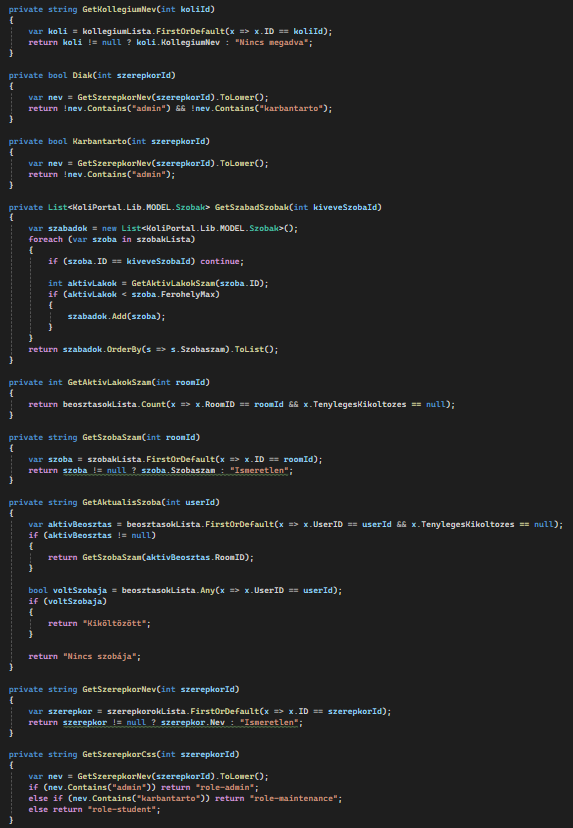 private string GetKollegiumNev(int koliId)
{
    var koli = kollegiumLista.FirstOrDefault(x => x.ID == koliId);
    return koli != null ? koli.KollegiumNev : "Nincs megadva";
}

private bool Diak(int szerepkorId)
{
    var nev = GetSzerepkorNev(szerepkorId).ToLower();
    return !nev.Contains("admin") && !nev.Contains("karbantarto");
}

private bool Karbantarto(int szerepkorId)
{
    var nev = GetSzerepkorNev(szerepkorId).ToLower();
    return !nev.Contains("admin");
}

private List<KoliPortal.Lib.MODEL.Szobak> GetSzabadSzobak(int kiveveSzobaId)
{
    var szabadok = new List<KoliPortal.Lib.MODEL.Szobak>();
    foreach (var szoba in szobakLista)
    {
        if (szoba.ID == kiveveSzobaId) continue;

        int aktivLakok = GetAktivLakokSzam(szoba.ID);
        if (aktivLakok < szoba.FerohelyMax)
        {
            szabadok.Add(szoba);
        }
    }
    return szabadok.OrderBy(s => s.Szobaszam).ToList();
}

private int GetAktivLakokSzam(int roomId)
{
    return beosztasokLista.Count(x => x.RoomID == roomId && x.TenylegesKikoltozes == null);
}

private string GetSzobaSzam(int roomId)
{
    var szoba = szobakLista.FirstOrDefault(x => x.ID == roomId);
    return szoba != null ? szoba.Szobaszam : "Ismeretlen";
}

private string GetAktualisSzoba(int userId)
{
    var aktivBeosztas = beosztasokLista.FirstOrDefault(x => x.UserID == userId && x.TenylegesKikoltozes == null);
    if (aktivBeosztas != null)
    {
        return GetSzobaSzam(aktivBeosztas.RoomID);
    }

    bool voltSzobaja = beosztasokLista.Any(x => x.UserID == userId);
    if (voltSzobaja)
    {
        return "Kiköltözött";
    }

    return "Nincs szobája";
}

private string GetSzerepkorNev(int szerepkorId)
{
    var szerepkor = szerepkorokLista.FirstOrDefault(x => x.ID == szerepkorId);
    return szerepkor != null ? szerepkor.Nev : "Ismeretlen";
}

private string GetSzerepkorCss(int szerepkorId)
{
    var nev = GetSzerepkorNev(szerepkorId).ToLower();
    if (nev.Contains("admin")) return "role-admin";
    else if (nev.Contains("karbantarto")) return "role-maintenance";
    else return "role-student";
}